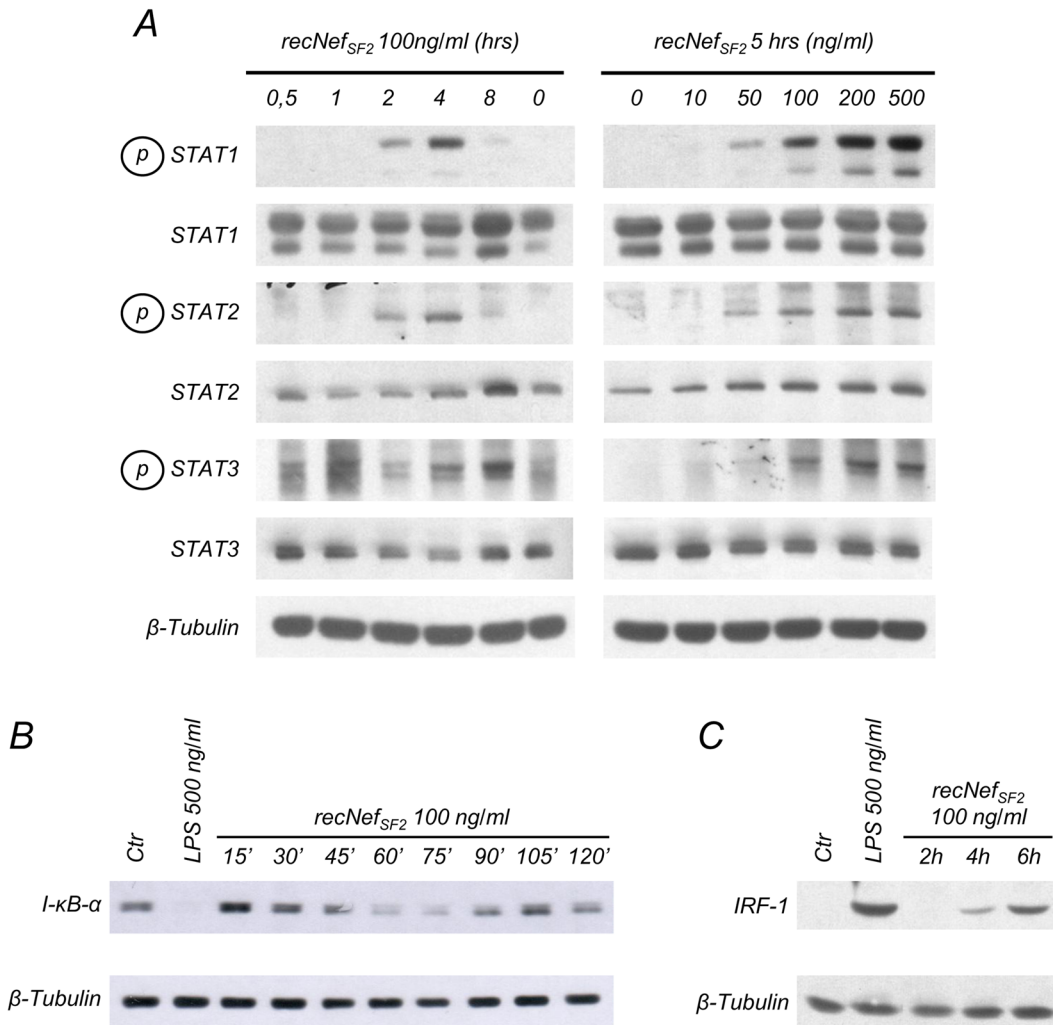 A
recNefSF2 100ng/ml (hrs)
recNefSF2 5 hrs (ng/ml)
0,5 1 2 4 8 0
0 10 50 100 200 500
p STAT1
STAT1
p STAT2
STAT2
p STAT3
STAT3
β-Tubulin
B
Ctr
LPS 500 ng/ml
recNefSF2 100 ng/ml
15’ 30’ 45’ 60’ 75’ 90’ 105’ 120’
I-κB-α
β-Tubulin
C
Ctr
LPS 500 ng/ml
recNefSF2
100 ng/ml
2h 4h 6h
IRF-1
β-Tubulin